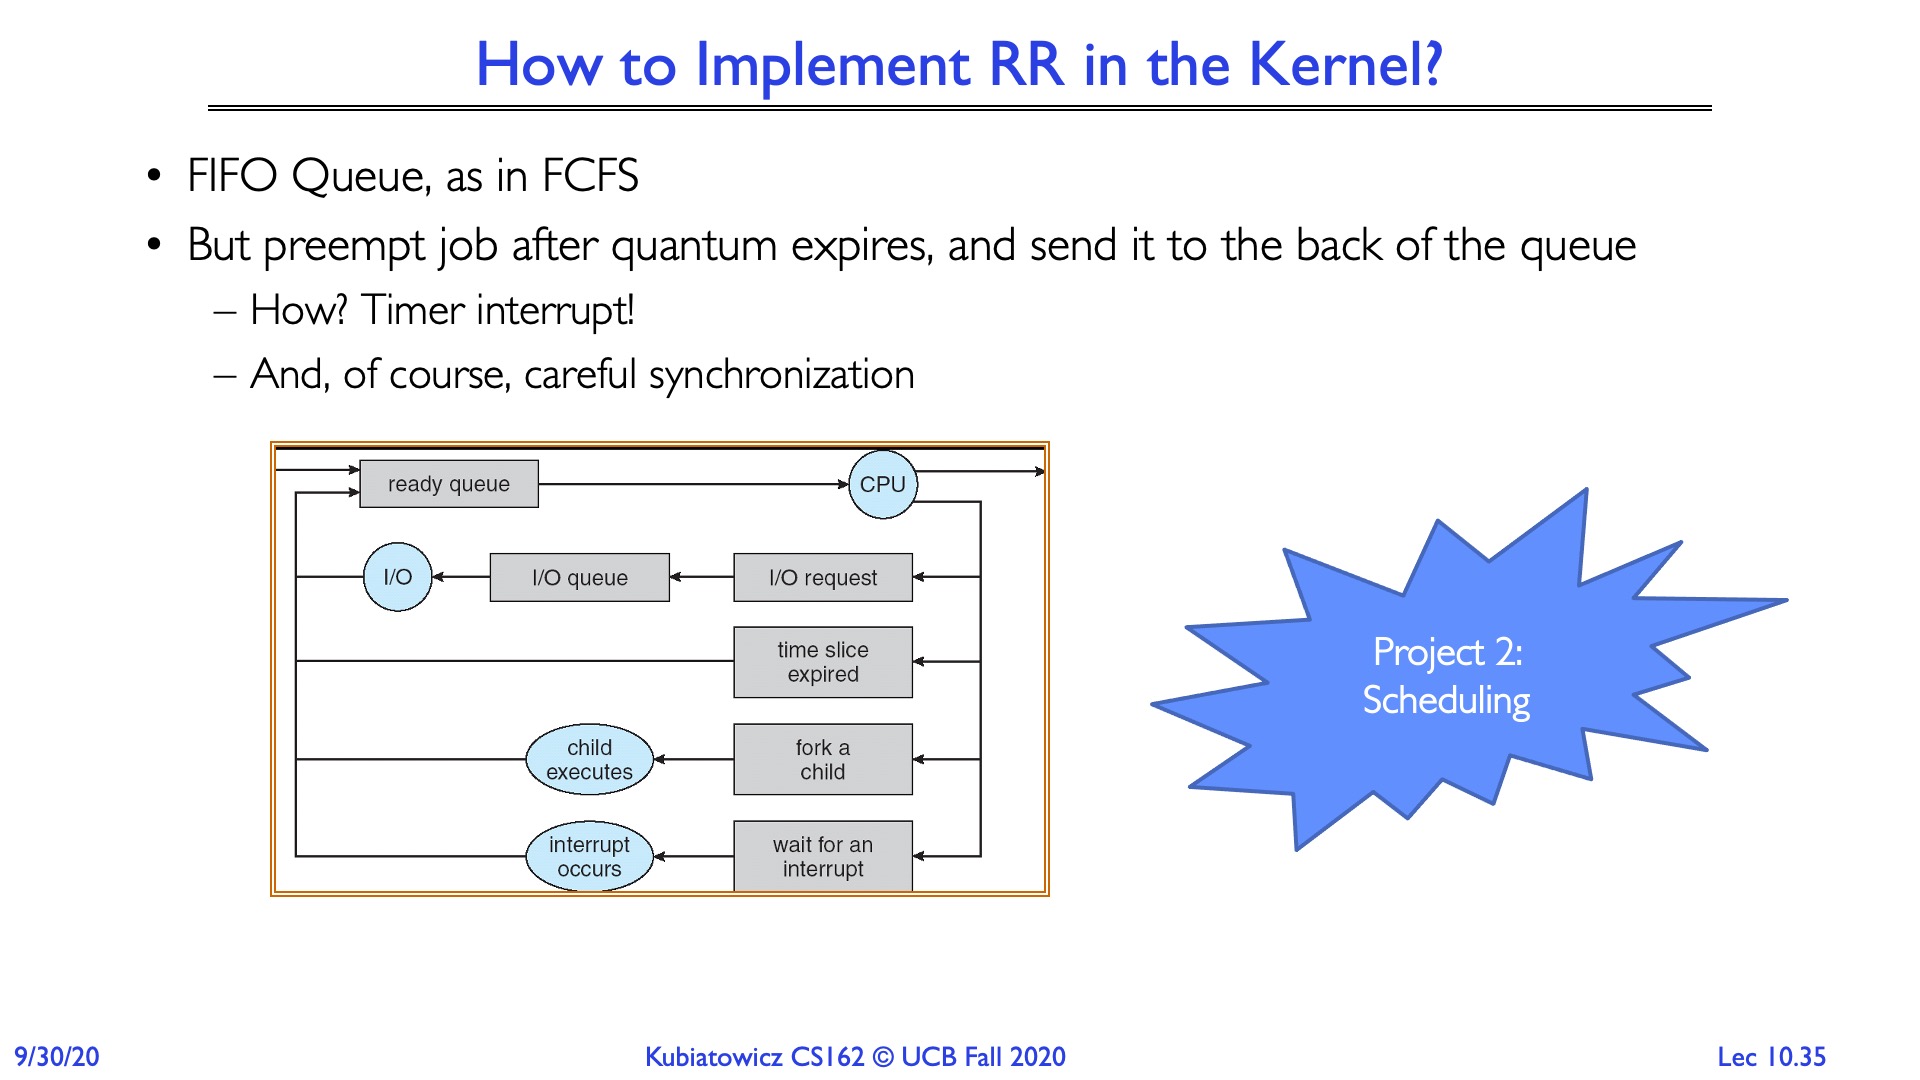 How to Implement RR in the Kernel?
• FIFO Queue, as in FCFS
• But preempt job after quantum expires, and send it to the back of the queue
– How? Timer interrupt!
– And, of course, careful synchronization
ready queue
CPU
I/O
I/O queue
I/O request
time slice
expired
child
executes
fork a
child
interrupt
occurs
wait for an
interrupt
Project 2:
Scheduling
9/30/20
Kubiatowicz CS162 © UCB Fall 2020
Lec 10.35